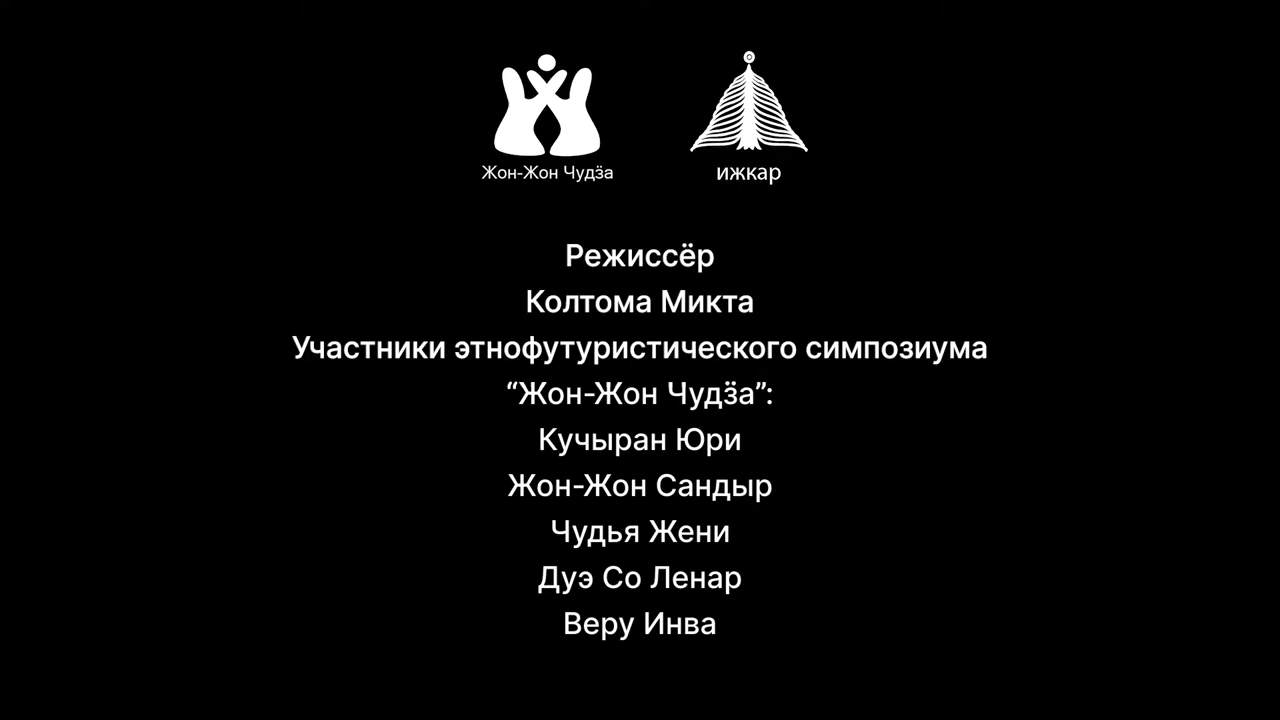 Жон-Жон Чудӟа
ижкар
Режиссёр
Колтома Микта
Участники этнофутуристического симпозиума
“Жон-Жон Чудӟа”:
Кучыран Юри
Жон-Жон Сандыр
Чудья Жени
Дуэ Со Ленар
Веру Инва